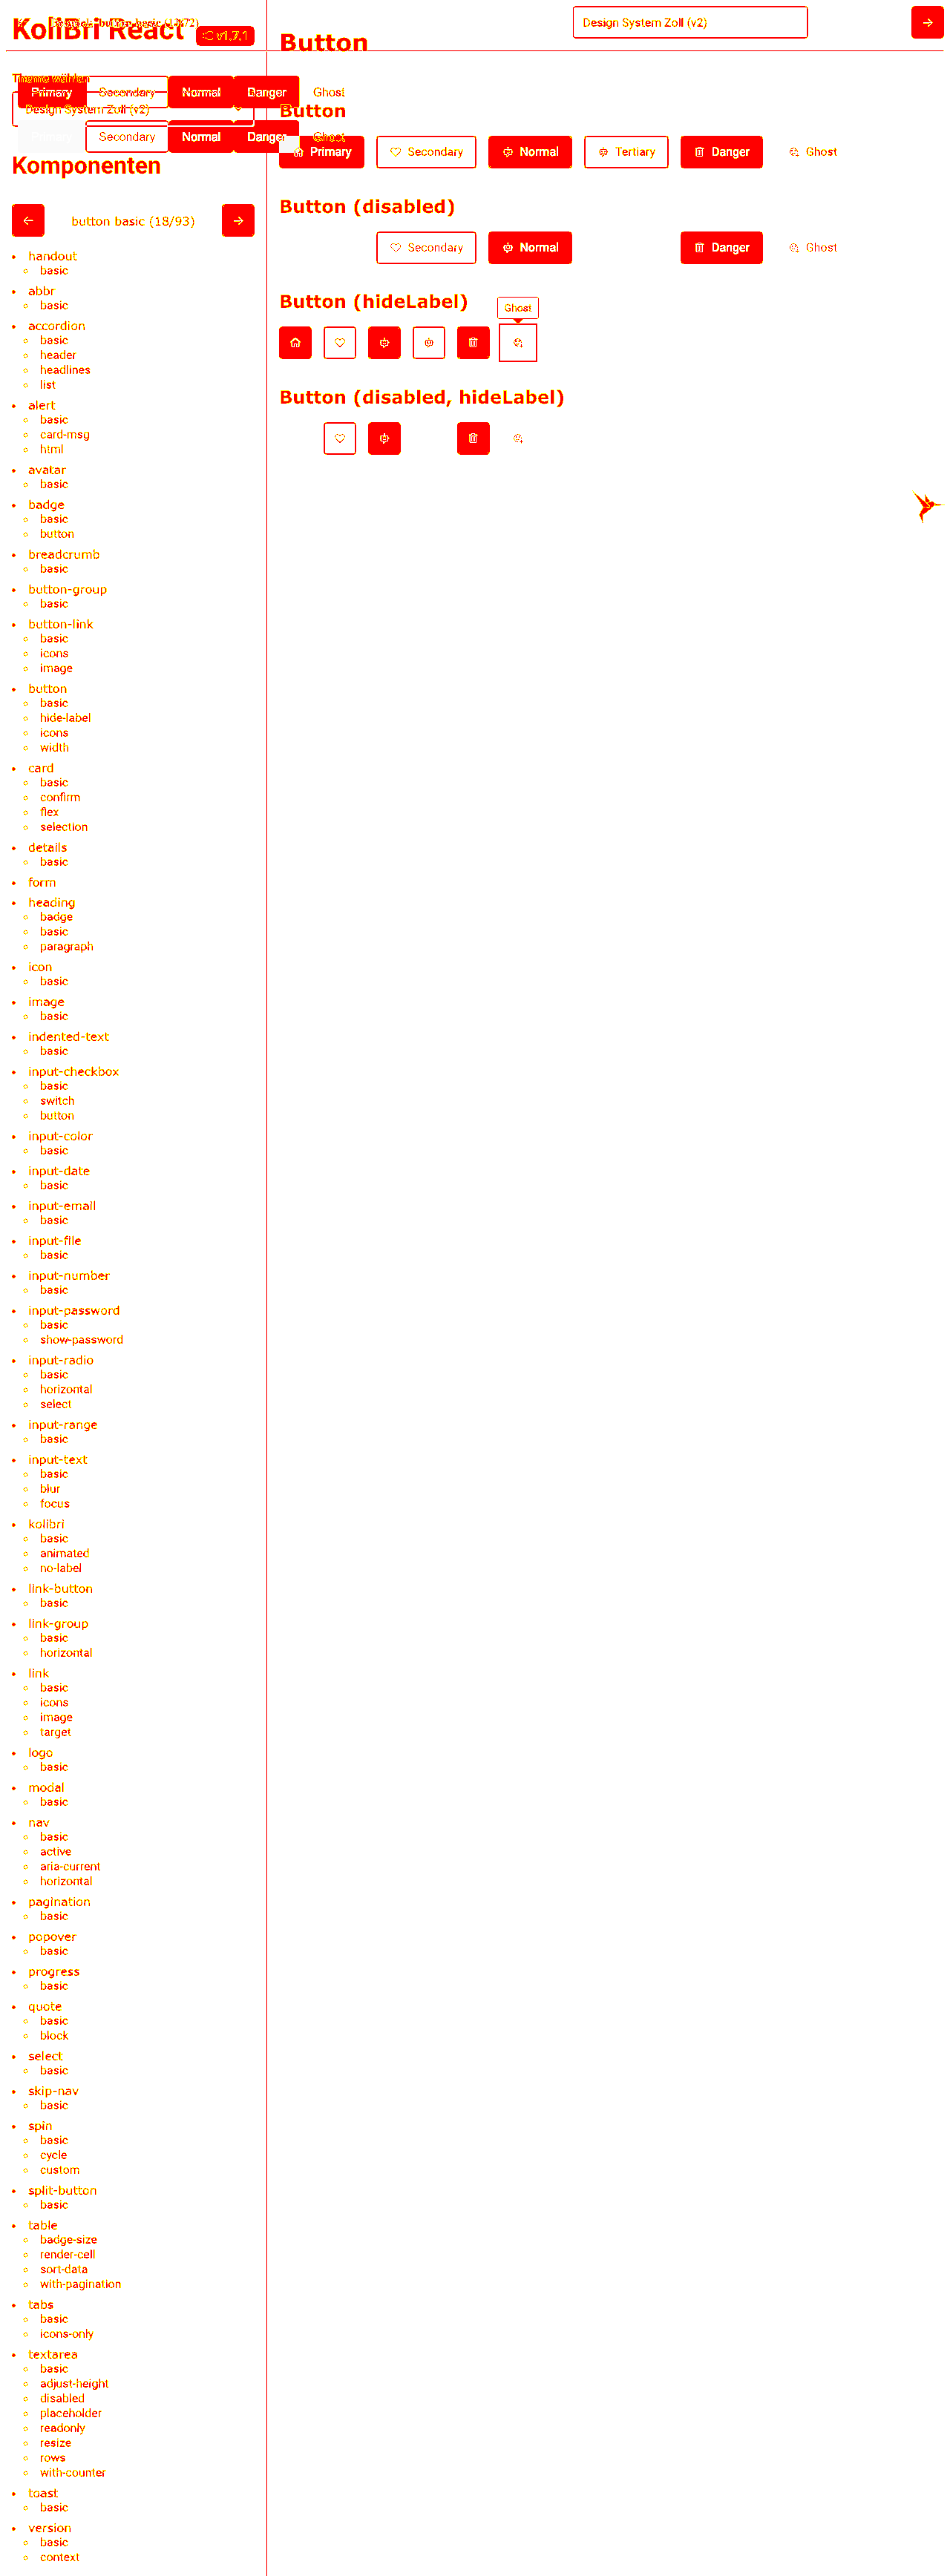 KoliBri React
v1.7.1
Design System Zoll (v2)
Button
Primary Secondary Normal Danger Ghost
Design System Zoll (v2)
Secondary Normal Danger Ghost
Button
Primary Secondary Normal Tertiary Danger Ghost
Komponenten
button basic (18/93)
Button (disabled)
Secondary Normal Danger Ghost
Button (hideLabel)
Ghost
Button (disabled, hideLabel)
handout
basic
abbr
basic
accordion
basic
header
headlines
list
alert
basic
card-msg
html
avatar
basic
badge
basic
button
breadcrumb
basic
button-group
basic
button-link
basic
icons
image
button
basic
hide-label
icons
width
card
basic
confirm
flex
selection
details
basic
form
heading
badge
basic
paragraph
icon
basic
image
basic
indented-text
basic
input-checkbox
basic
switch
button
input-color
basic
input-date
basic
input-email
basic
input-file
basic
input-number
basic
input-password
basic
show-password
input-radio
basic
horizontal
select
input-range
basic
input-text
basic
blur
focus
kolibri
basic
animated
no-label
link-button
basic
link-group
basic
horizontal
link
basic
icons
image
target
logo
basic
modal
basic
nav
basic
active
aria-current
horizontal
pagination
basic
popover
basic
progress
basic
quote
basic
block
select
basic
skip-nav
basic
spin
basic
cycle
custom
split-button
basic
table
badge-size
render-cell
sort-data
with-pagination
tabs
basic
icons-only
textarea
basic
adjust-height
disabled
placeholder
readonly
resize
rows
with-counter
toast
basic
version
basic
context